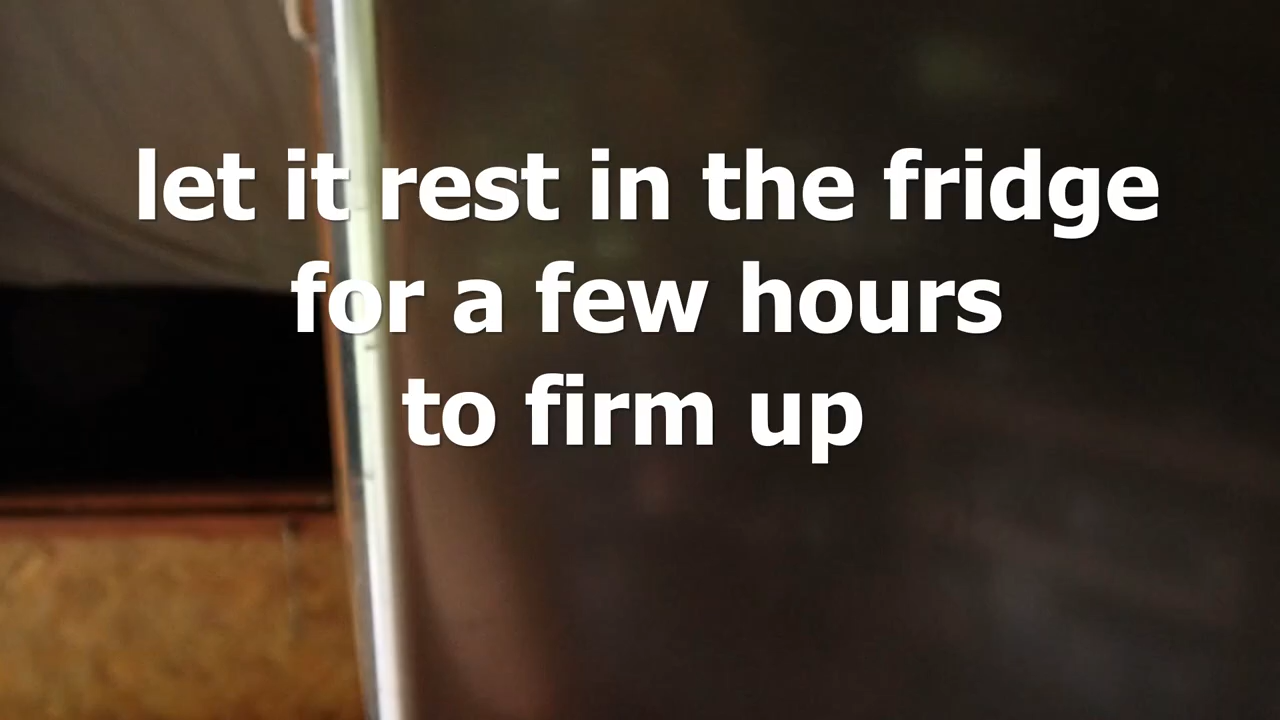 let it rest in the fridge
for a few hours
to firm up